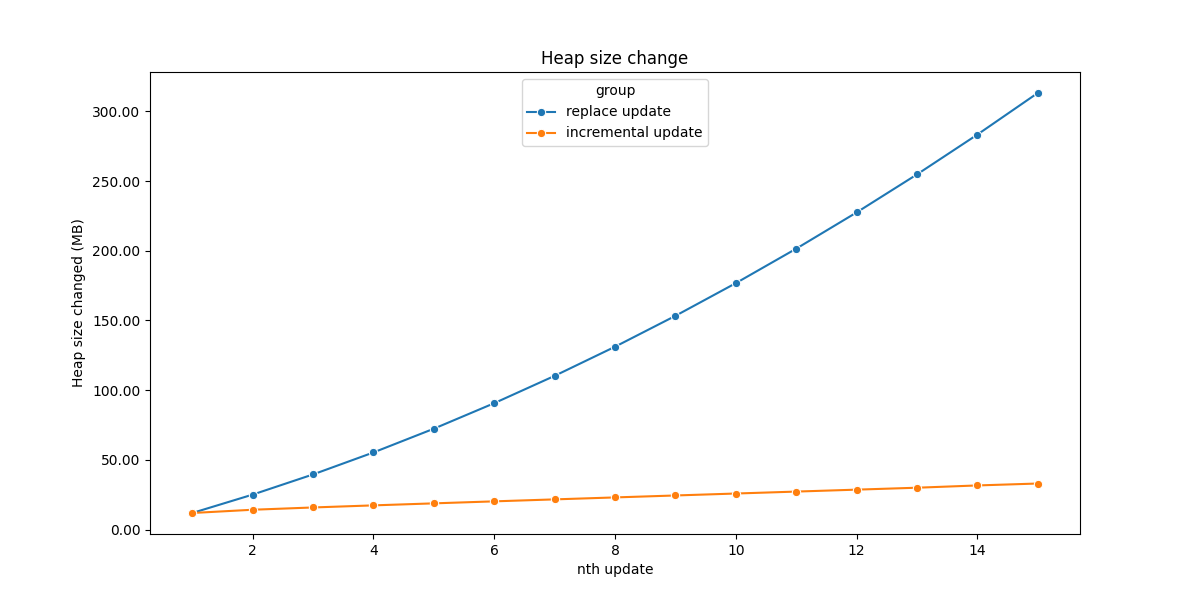 Heap size change
group
replace update
incremental update
Heap size changed (MB)
300.00
250.00
200.00
150.00
100.00
50.00
0.00
2 4 6 8 10 12 14
nth update